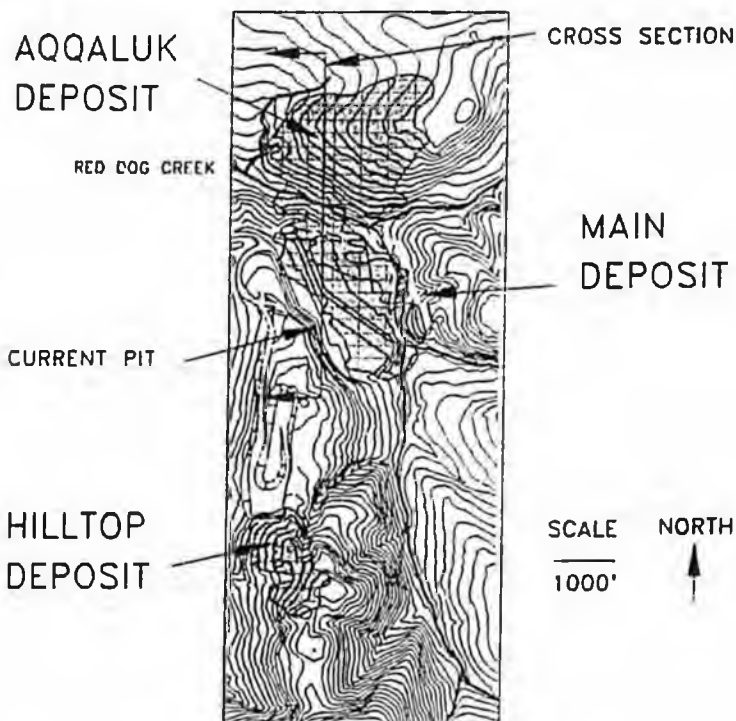 AQQALUK
DEPOSIT
CROSS SECTION
RED DOG CREEK
MAIN
DEPOSIT
CURRENT PIT
HILLTOP
DEPOSIT
SCALE
1000'
NORTH